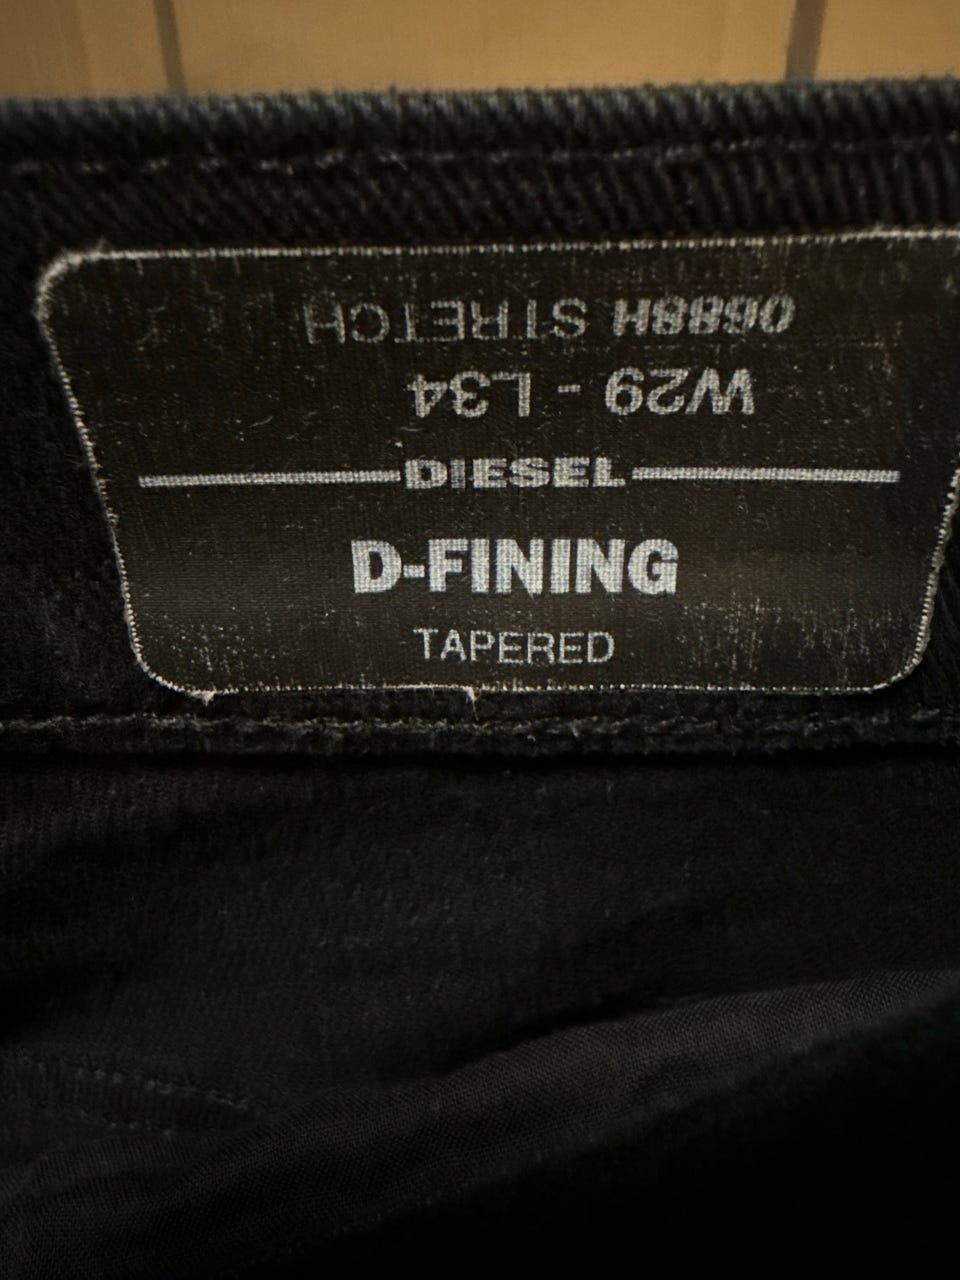 W29 - L34
0688H STRETCH
DIESEL
D-FINING
TAPERED